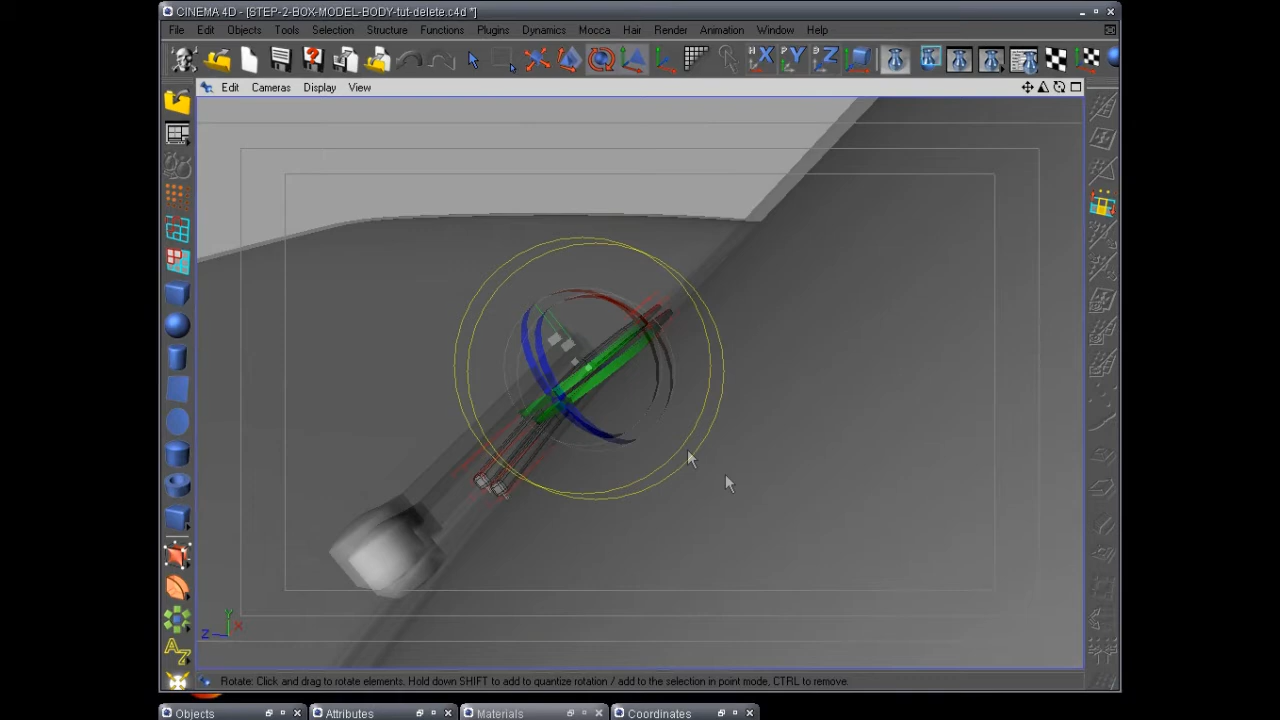 CINEMA 4D - [STEP-2-BOX-MODEL-BODY-tut-delete.c4d *]
File Edit Objects Tools Selection Structure Functions Plugins Dynamics Mocca Hair Render Animation Window Help
X Y Z
Edit Cameras Display View
Y
Z X
Rotate: Click and drag to rotate elements. Hold down SHIFT to add to quantize rotation / add to the selection in point mode, CTRL to remove.
Objects Attributes Materials Coordinates